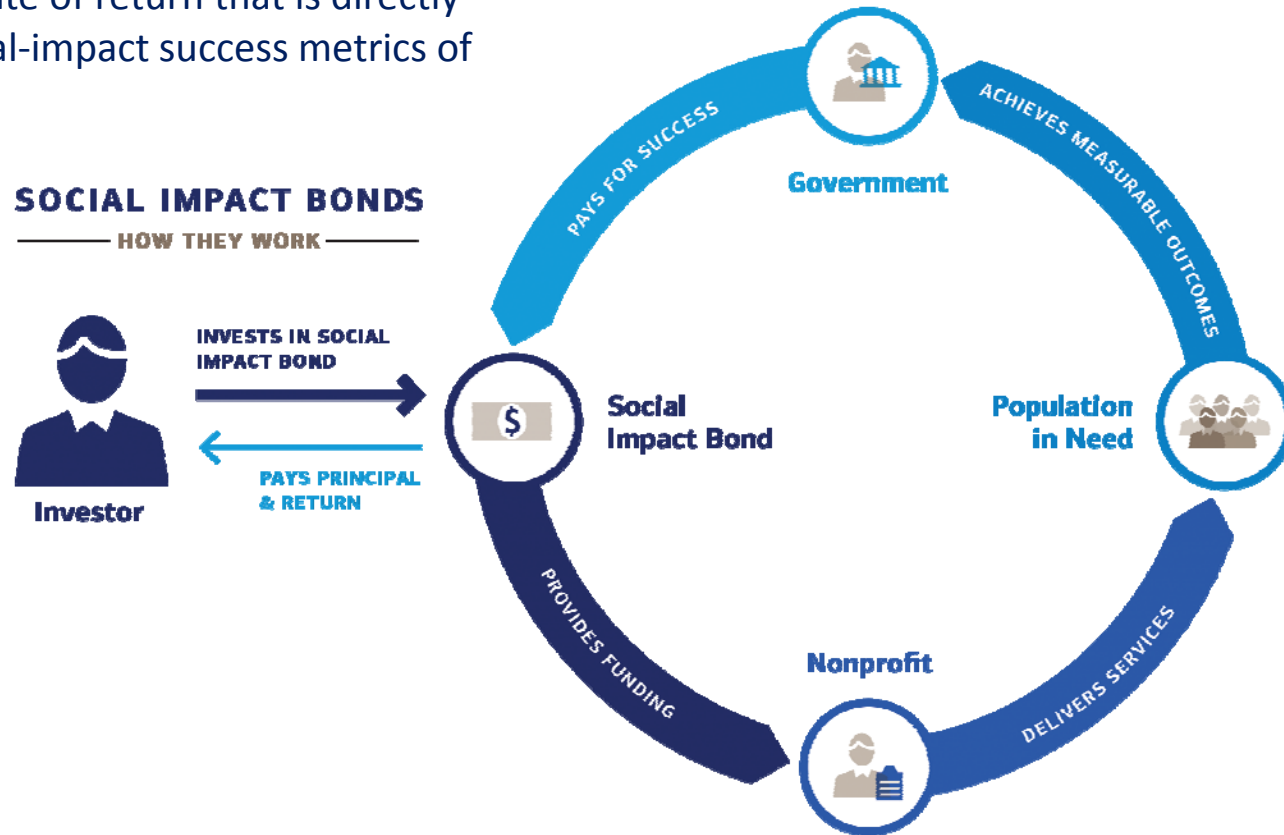 of return that is directly
-impact success metrics of
SOCIAL IMPACT BONDS
HOW THEY WORK
INVESTS IN SOCIAL
IMPACT BOND
PAYS PRINCIPAL
& RETURN
Investor
$
Social
Impact Bond
PAYS FOR SUCCESS
Government
ACHIEVES MEASURABLE OUTCOMES
Population
in Need
DELIVERS SERVICES
Nonprofit
PROVIDES FUNDING